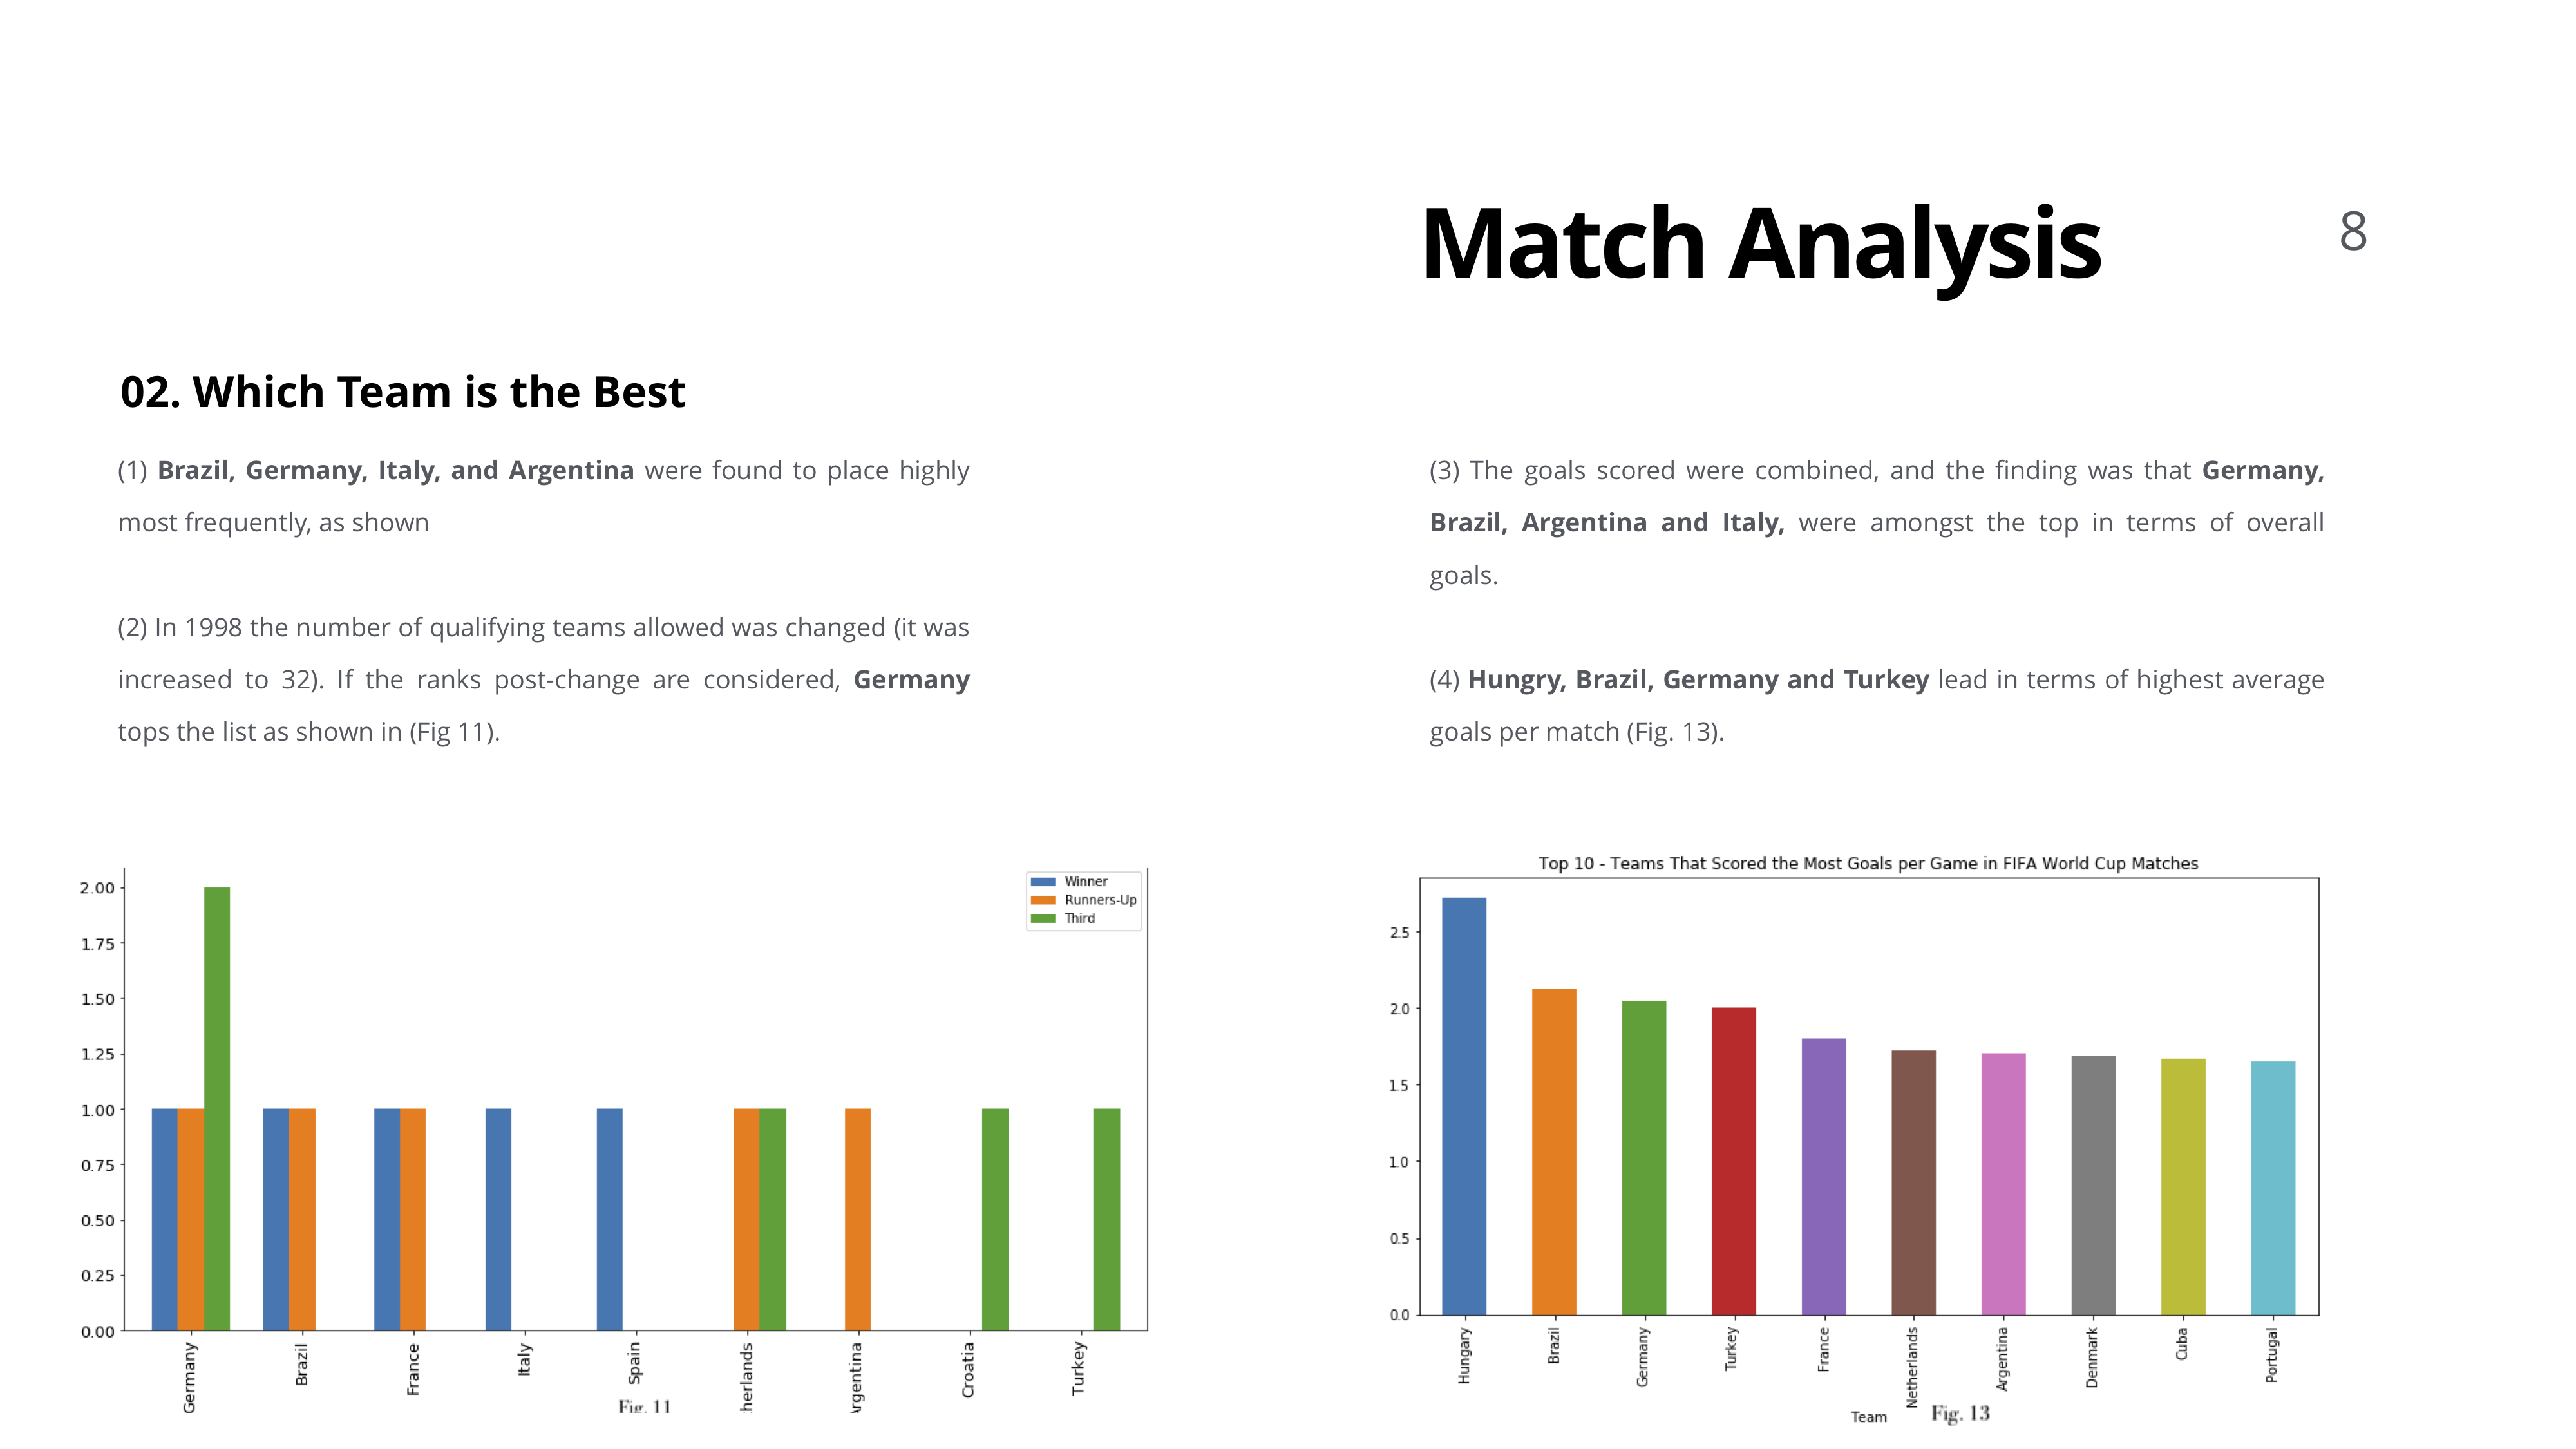 Match Analysis
8
02. Which Team is the Best
(1) Brazil, Germany, Italy, and Argentina were found to place highly
most frequently, as shown
(2) In 1998 the number of qualifying teams allowed was changed (it was
increased to 32). If the ranks post-change are considered, Germany
tops the list as shown in (Fig 11).
(3) The goals scored were combined, and the finding was that Germany,
Brazil, Argentina and Italy, were amongst the top in terms of overall
goals.
(4) Hungry, Brazil, Germany and Turkey lead in terms of highest average
goals per match (Fig. 13).
Winner
Runners-Up
Third
2.00
1.75
1.50
1.25
1.00
0.75
0.50
0.25
0.00
Germany
Brazil
France
Italy
Spain
herlands
Argentina
Croatia
Turkey
Fig. 11
Top 10 - Teams That Scored the Most Goals per Game in FIFA World Cup Matches
2.5
2.0
1.5
1.0
0.5
0.0
Hungary
Brazil
Germany
Turkey
France
Netherlands
Argentina
Denmark
Cuba
Portugal
Team
Fig. 13